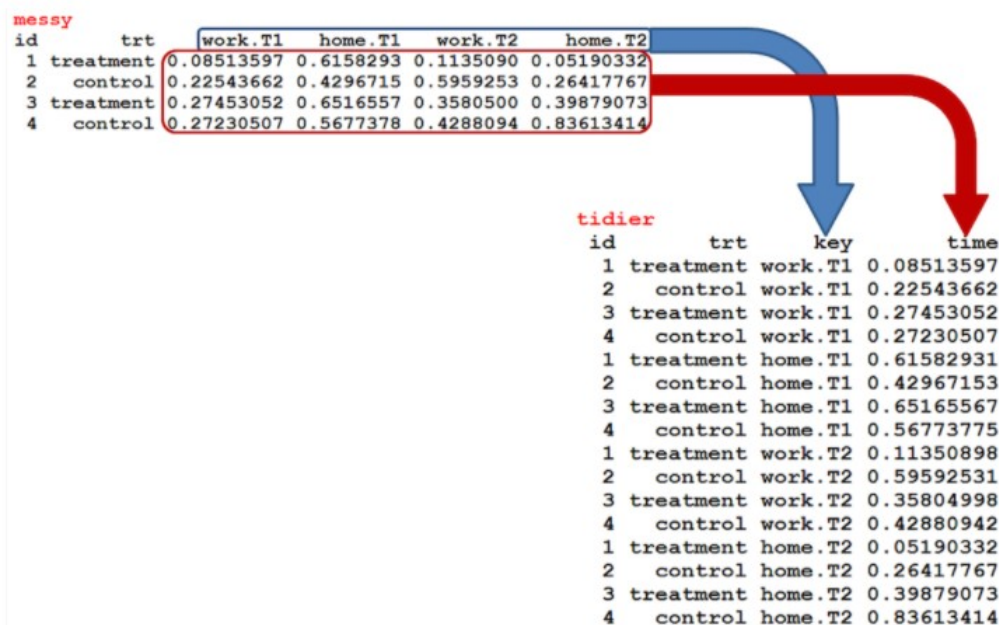 messy
id trt work.T1 home.T1 work.T2 home.T2
1 treatment 0.08513597 0.6158293 0.1135090 0.05190332
2 control 0.22543662 0.4296715 0.5959253 0.26417767
3 treatment 0.27453052 0.6516557 0.3580500 0.39879073
4 control 0.27230507 0.5677378 0.4288094 0.83613414
tidier
id trt key time
1 treatment work.T1 0.08513597
2 control work.T1 0.22543662
3 treatment work.T1 0.27453052
4 control work.T1 0.27230507
1 treatment home.T1 0.61582931
2 control home.T1 0.42967153
3 treatment home.T1 0.65165567
4 control home.T1 0.56773775
1 treatment work.T2 0.11350898
2 control work.T2 0.59592531
3 treatment work.T2 0.35804998
4 control work.T2 0.42880942
1 treatment home.T2 0.05190332
2 control home.T2 0.26417767
3 treatment home.T2 0.39879073
4 control home.T2 0.83613414